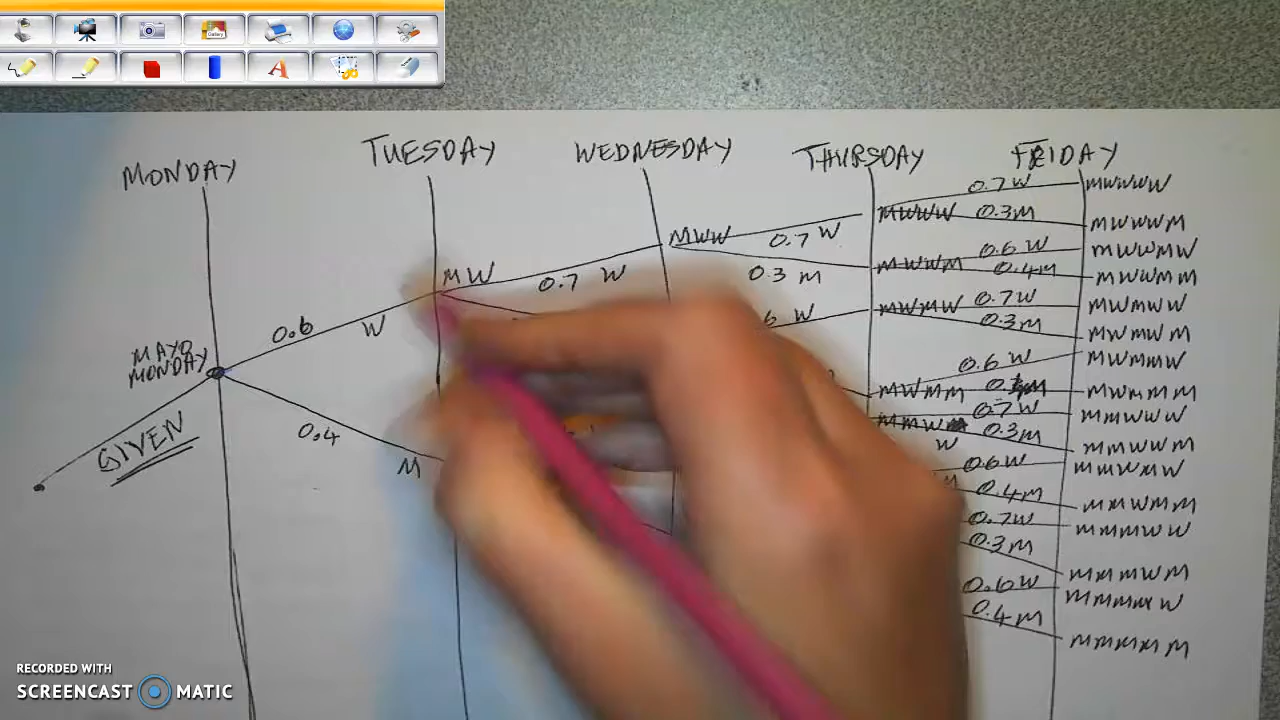 MONDAY
TUESDAY
WEDNESDAY
THURSDAY
FRIDAY
MAYO
MONDAY
GIVEN
0.6
W
0.4
M
MW
0.7 W
MWW
0.7 W
0.3 M
6 W
MWWW
MWWM
MWMW
MWMM
MMW
W
0.7 W
0.3 M
0.6 W
0.4 M
0.7 W
0.3 M
0.6 W
0.7 W
0.3 M
0.6 W
0.4 M
0.7 W
0.3 M
0.6 W
0.4 M
MWWWW
MWWWM
MWWMW
MWWMM
MWMWW
MWMWM
MWMMW
MWMMM
MMWWW
MMWWM
MMWMW
MMWMM
MMMWW
MMMWM
MMMMW
MMMMM
Gallery
A
RECORDED WITH
SCREENCAST MATIC